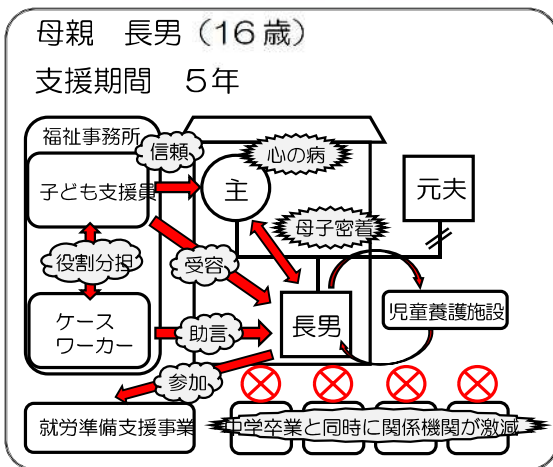 母親　長男（16歳）
支援期間　５年
福祉事務所
信頼
心の病
子ども支援員
主
元夫
母子密着
役割分担
受容
ケース
ワーカー
助言
長男
児童養護施設
参加
就労準備支援事業
中学卒業と同時に関係機関が激減